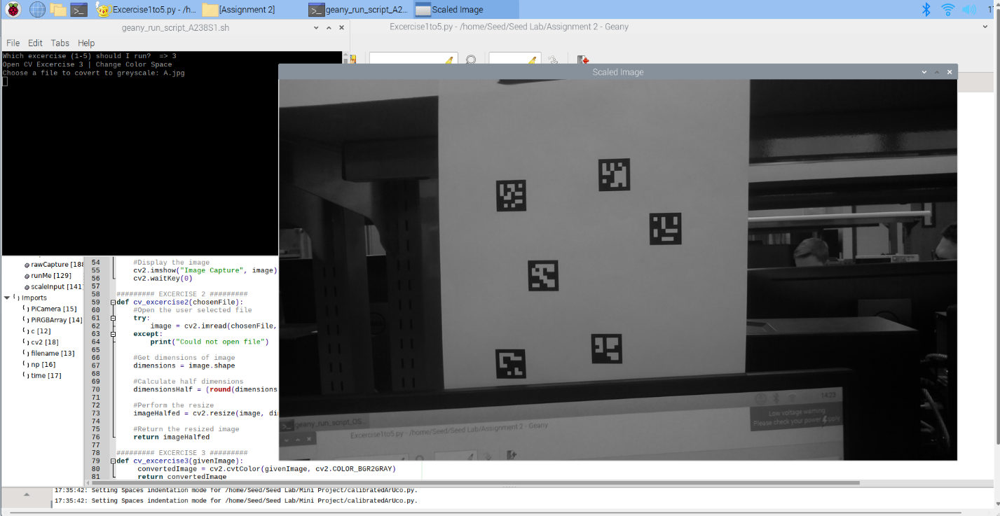 Excercise1to5.py - /h...
[Assignment 2]
geany_run_script_A2...
Scaled Image
geany_run_script_A238S1.sh
Excercise1to5.py - /home/Seed/Seed Lab/Assignment 2 - Geany
File Edit Tabs Help
Which excercise (1-5) should I run?  => 3
Open CV Excercise 3 | Change Color Space
Choose a file to covert to greyscale: A.jpg
Scaled Image
rawCapture [188
runMe [129]
scaleInput [141]
Imports
PiCamera [15]
PiRGBArray [14]
c [12]
cv2 [18]
filename [13]
np [16]
time [17]
54 #Display the image
55 cv2.imshow("Image Capture", image)
56 cv2.waitKey(0)
57
58 ######### EXCERCISE 2 #########
59 def cv_excercise2(chosenFile):
60 #Open the user selected file
61 try:
62 image = cv2.imread(chosenFile,
63 except:
64 print("Could not open file")
65
66 #Get dimensions of image
67 dimensions = image.shape
68
69 #Calculate half dimensions
70 dimensionsHalf = (round(dimensions
71
72 #Perform the resize
73 imageHalfed = cv2.resize(image, di
74
75 #Return the resized image
76 return imageHalfed
77
78 ######### EXCERCISE 3 #########
79 def cv_excercise3(givenImage):
80 convertedImage = cv2.cvtColor(givenImage, cv2.COLOR_BGR2GRAY)
81 return convertedImage
14:23
Low voltage warning
Please check your power supply
geany_run_script_OS...
Excercise1to5.py - /home/Seed/Seed Lab/Assignment 2 - Geany
17:35:42: Setting Spaces indentation mode for /home/Seed/Seed Lab/Mini Project/calibratedArUco.py.
17:35:42: Setting Spaces indentation mode for /home/Seed/Seed Lab/Mini Project/calibratedArUco.py.